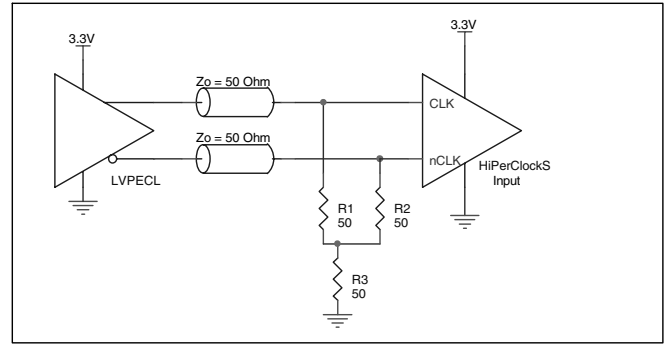 3.3V
3.3V
Zo = 50 Ohm
CLK
Zo = 50 Ohm
nCLK
HiPerClockS
Input
LVPECL
R1
50
R2
50
R3
50